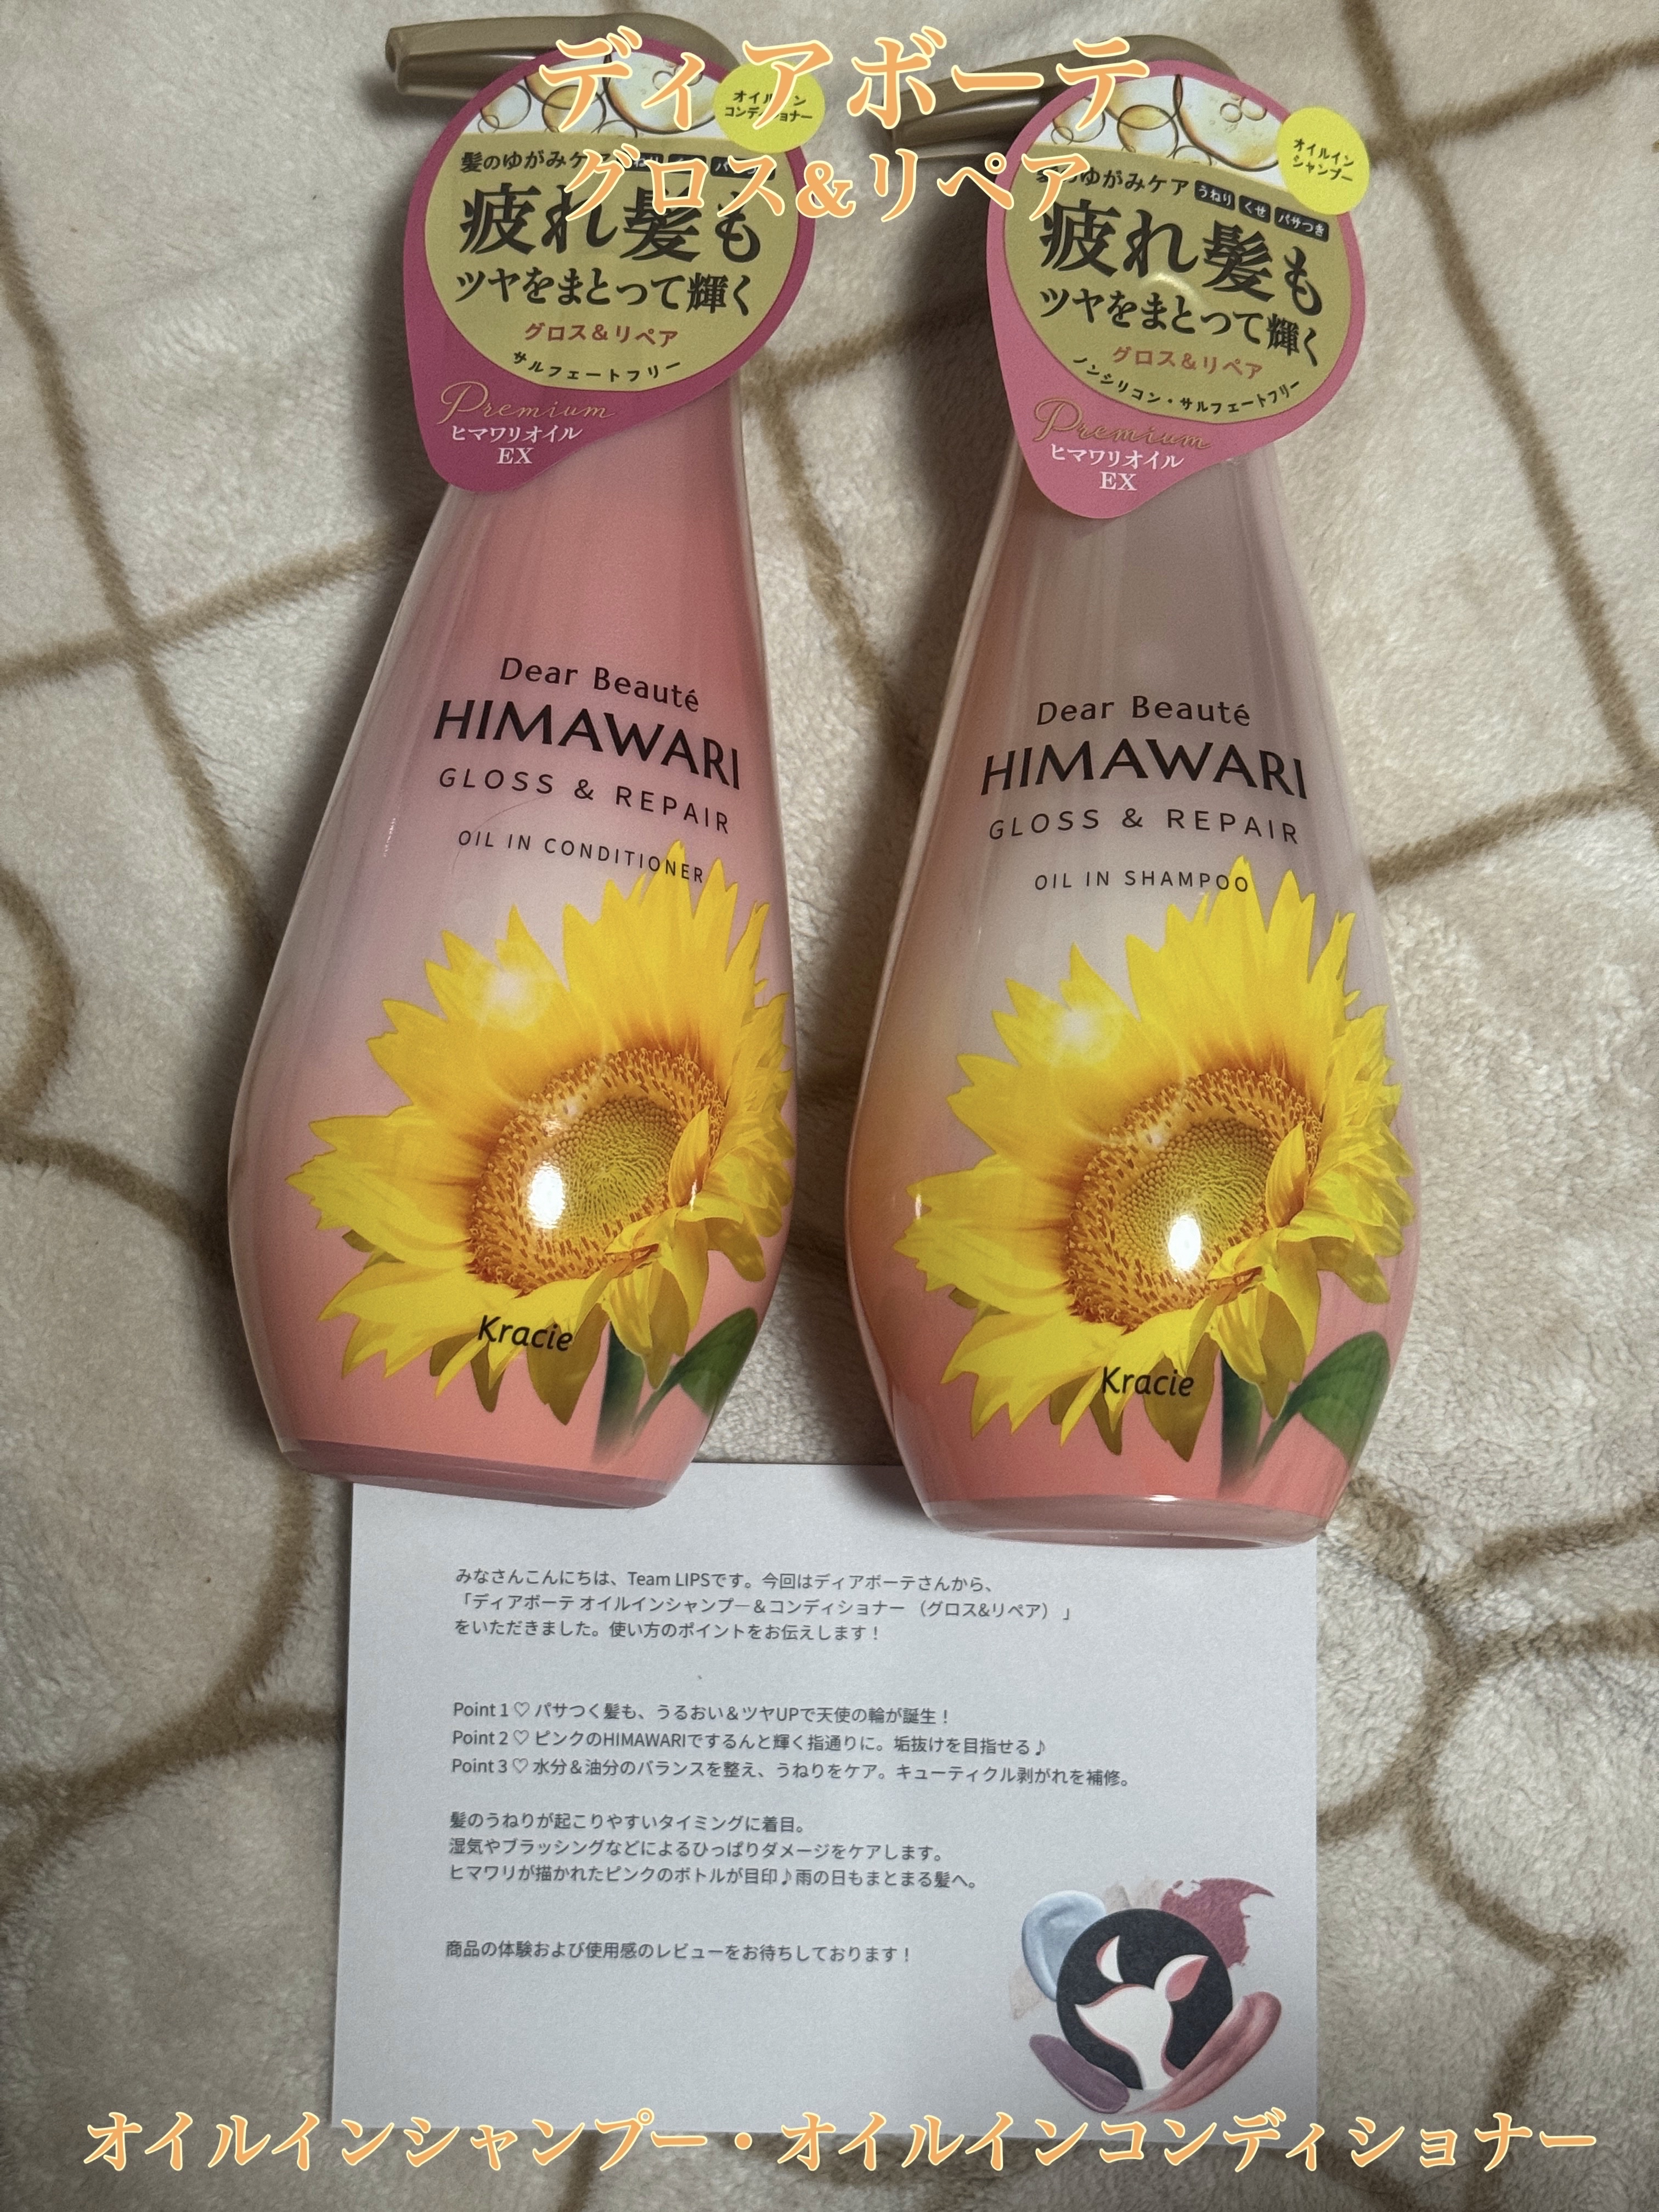 ディアボーテ
グロス&リペア
オイルイン
コンディショナー
髪のゆがみケア
疲れ髪も
ツヤをまとって輝く
グロス&リペア
サルフェートフリー
Premium
ヒマワリオイル
EX
Dear Beauté
HIMAWARI
GLOSS & REPAIR
OIL IN CONDITIONER
Kracie
オイルイン
シャンプー
髪のゆがみケア うねり くせ パサつき
疲れ髪も
ツヤをまとって輝く
グロス&リペア
ノンシリコン・サルフェートフリー
Premium
ヒマワリオイル
EX
Dear Beauté
HIMAWARI
GLOSS & REPAIR
OIL IN SHAMPOO
Kracie
みなさんこんにちは、Team LIPSです。今回はディアボーテさんから、
「ディアボーテ オイルインシャンプー＆コンディショナー （グロス&リペア） 」
をいただきました。使い方のポイントをお伝えします！
Point 1 ♡ パサつく髪も、うるおい＆ツヤUPで天使の輪が誕生！
Point 2 ♡ ピンクのHIMAWARIでするんと輝く指通りに。垢抜けを目指せる♪
Point 3 ♡ 水分＆油分のバランスを整え、うねりをケア。キューティクル剥がれを補修。
髪のうねりが起こりやすいタイミングに着目。
湿気やブラッシングなどによるひっぱりダメージをケアします。
ヒマワリが描かれたピンクのボトルが目印♪雨の日もまとまる髪へ。
商品の体験および使用感のレビューをお待ちしております！
オイルインシャンプー・オイルインコンディショナー